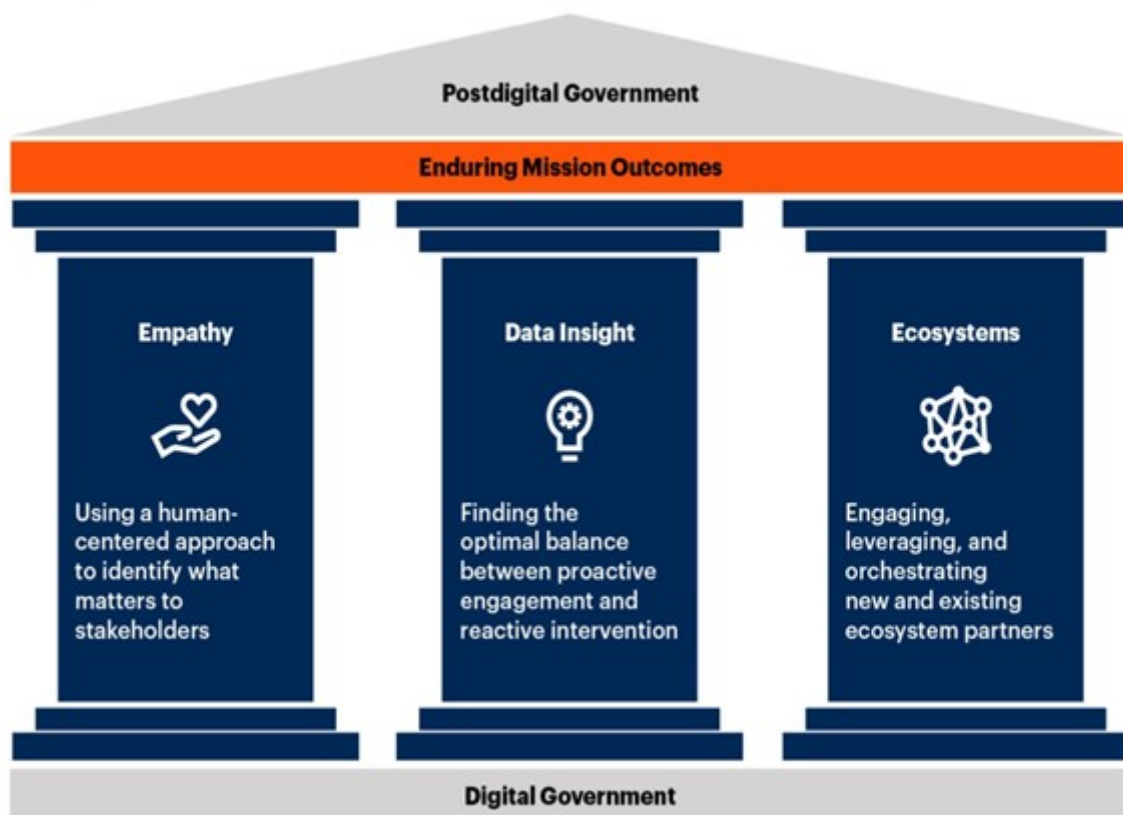 Postdigital Government
Enduring Mission Outcomes
Empathy
Using a human-
centered approach
to identify what
matters to
stakeholders
Data Insight
Finding the
optimal balance
between proactive
engagement and
reactive intervention
Ecosystems
Engaging,
leveraging, and
orchestrating
new and existing
ecosystem partners
Digital Government